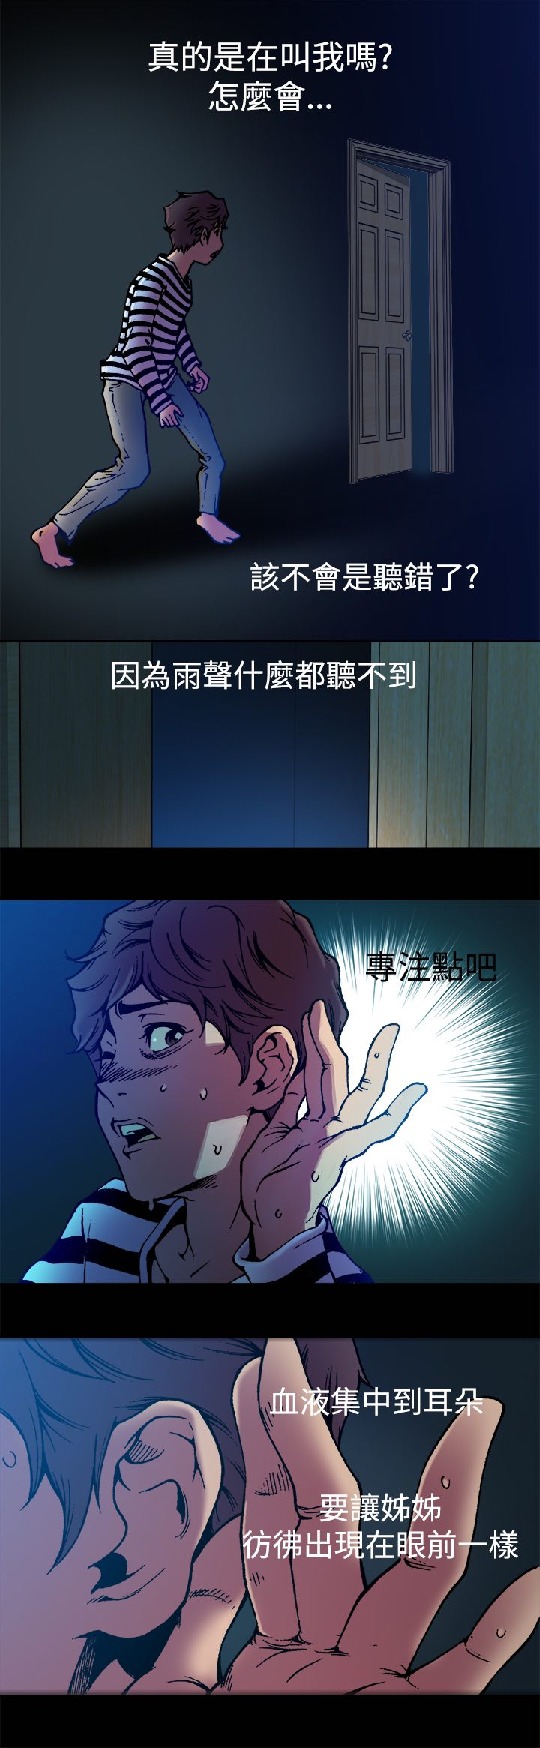 真的是在叫我嗎?
怎麼會...
該不會是聽錯了?
因為雨聲什麼都聽不到
專注點吧
血液集中到耳朵
要讓姊姊
彷彿出現在眼前一樣